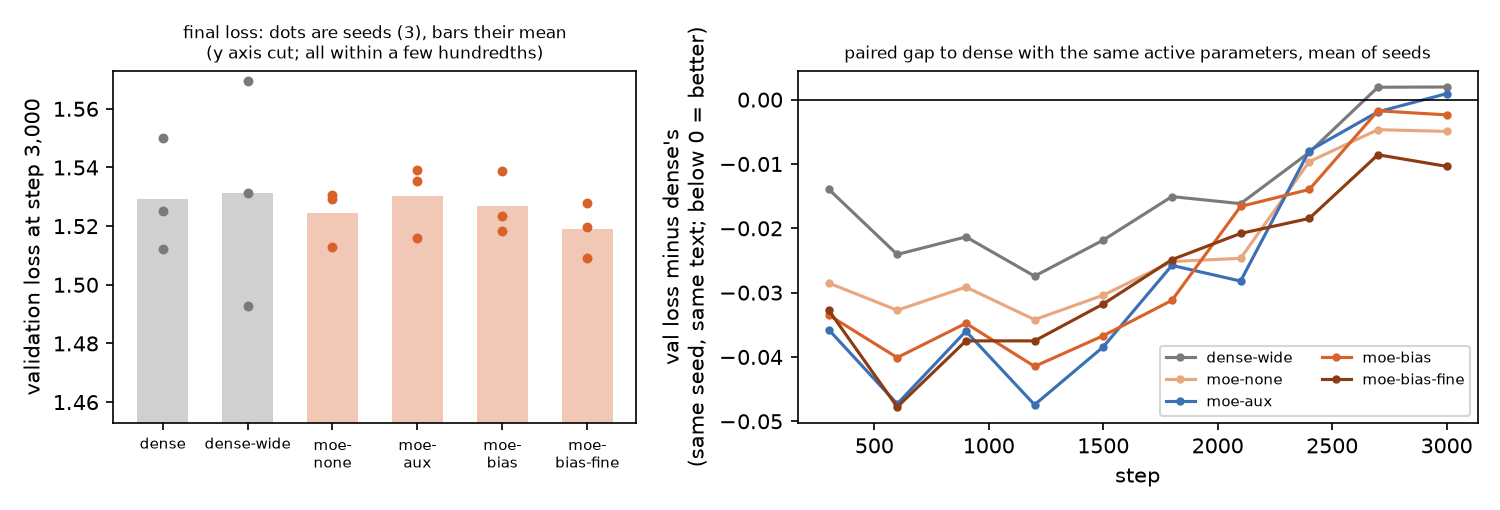 final loss: dots are seeds (3), bars their mean
(y axis cut; all within a few hundredths)
validation loss at step 3,000
1.56
1.54
1.52
1.50
1.48
1.46
dense
dense-wide
moe-
none
moe-
aux
moe-
bias
moe-
bias-fine
paired gap to dense with the same active parameters, mean of seeds
val loss minus dense's
(same seed, same text; below 0 = better)
0.00
−0.01
−0.02
−0.03
−0.04
−0.05
500
1000
1500
2000
2500
3000
step
dense-wide
moe-none
moe-aux
moe-bias
moe-bias-fine